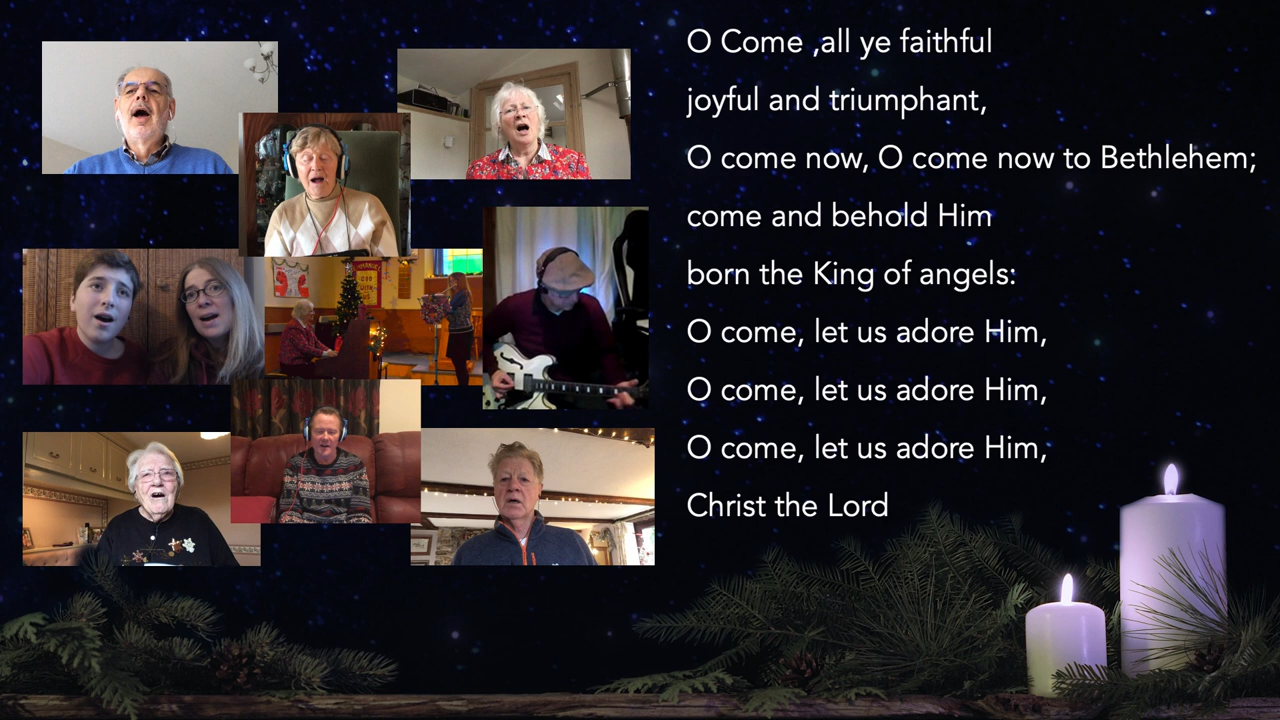 O Come ,all ye faithful
joyful and triumphant,
O come now, O come now to Bethlehem;
come and behold Him
born the King of angels:
O come, let us adore Him,
O come, let us adore Him,
O come, let us adore Him,
Christ the Lord